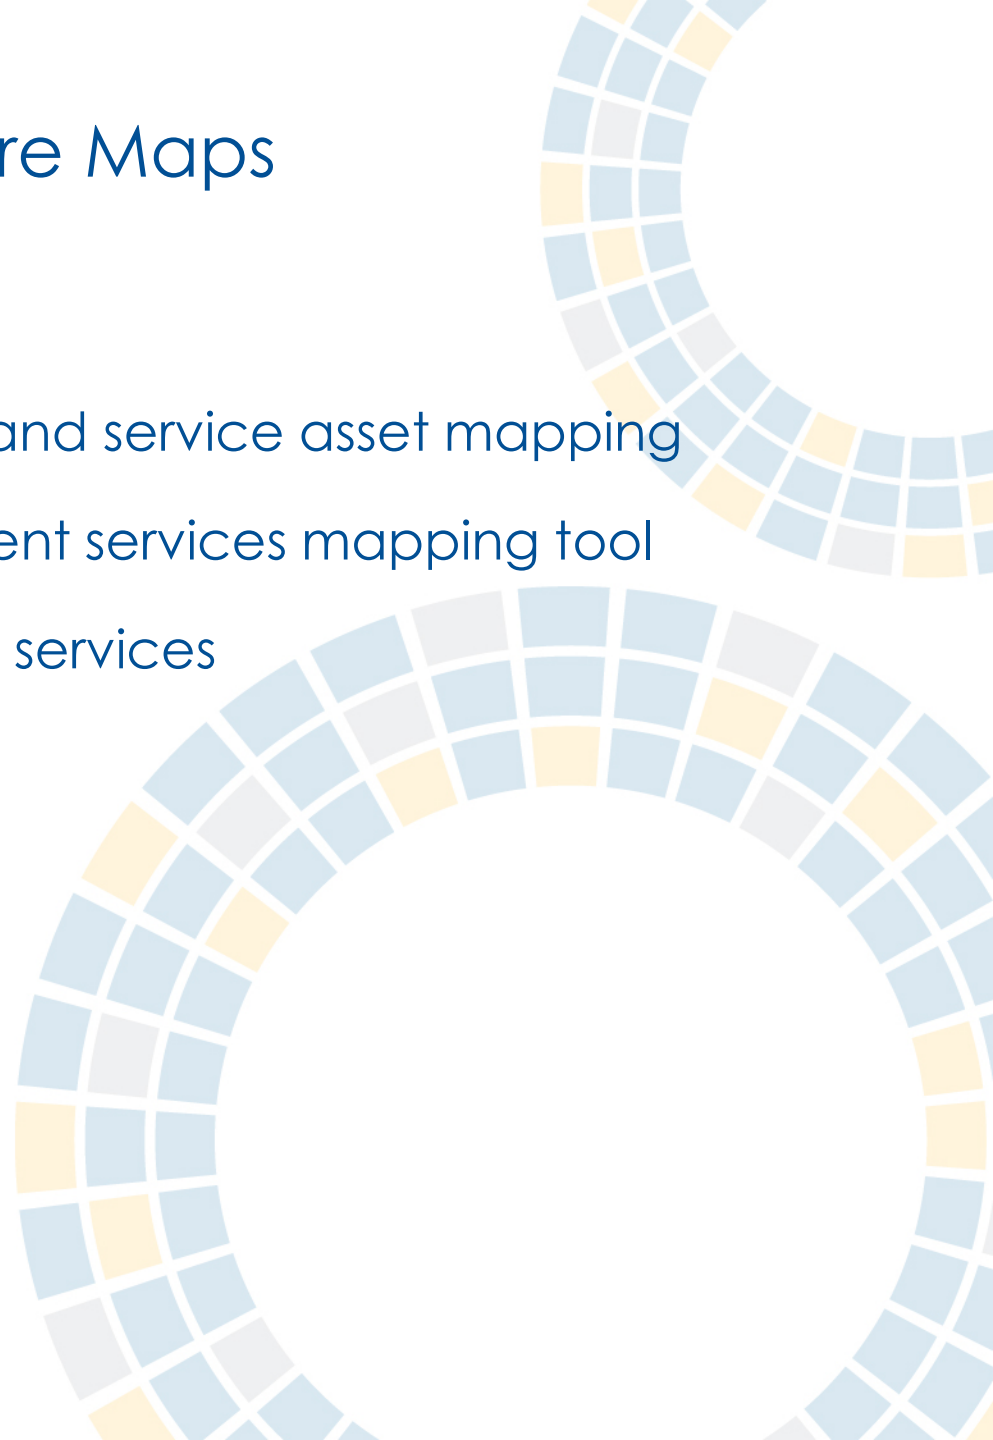 re Maps
and service asset mapping
ent services mapping tool
services